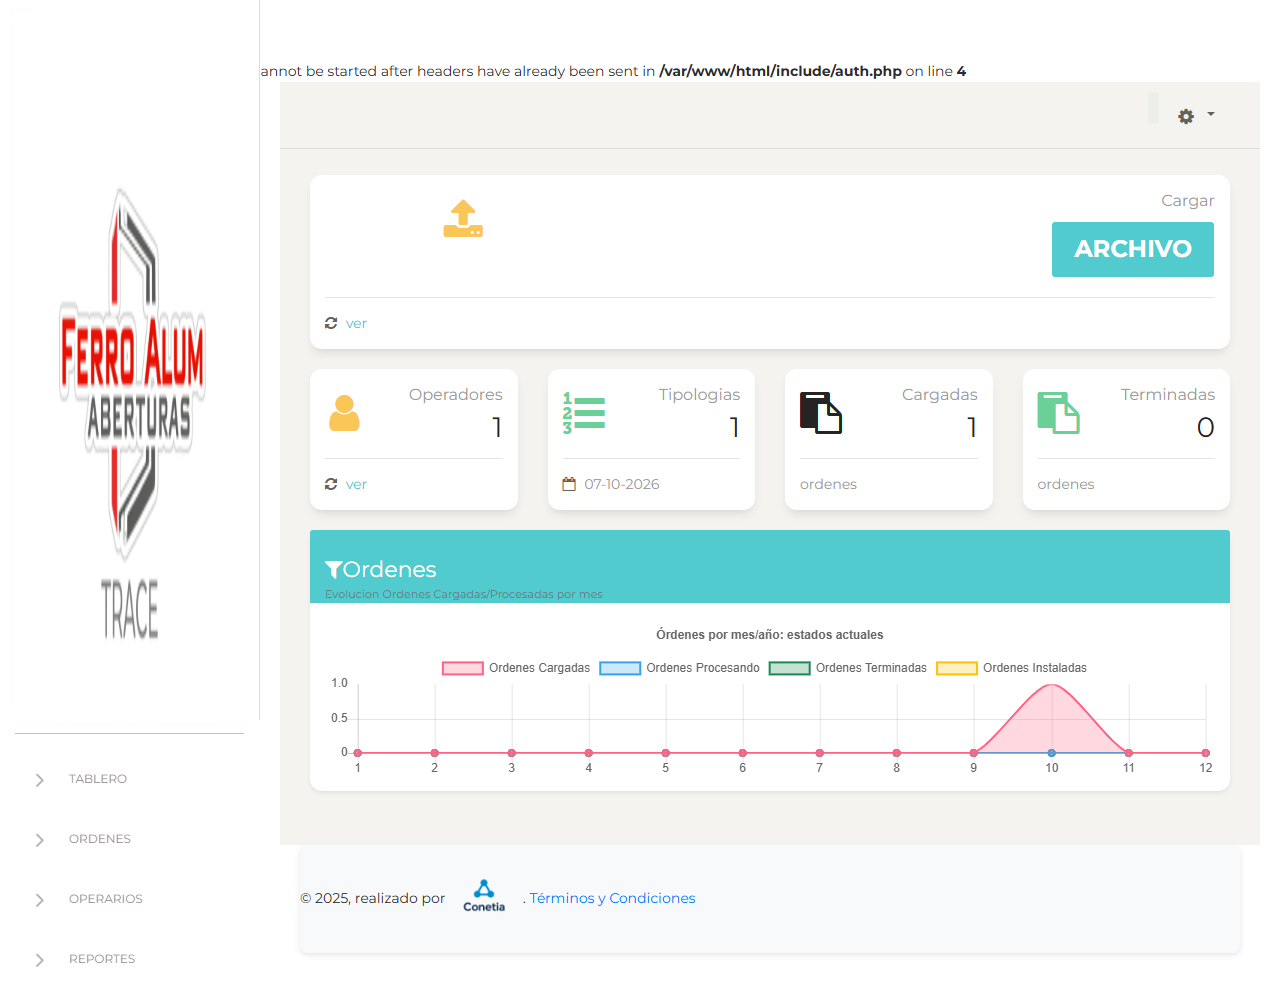 annot be started after headers have already been sent in /var/www/html/include/auth.php on line 4
FERRO ALUM
ABERTURAS
TRACE
TABLERO
ORDENES
OPERARIOS
REPORTES
Cargar
ARCHIVO
ver
Operadores
1
ver
1
2
3
Tipologias
1
07-10-2026
Cargadas
1
ordenes
Terminadas
0
ordenes
Ordenes
Evolucion Ordenes Cargadas/Procesadas por mes
Órdenes por mes/año: estados actuales
Ordenes Cargadas Ordenes Procesando Ordenes Terminadas Ordenes Instaladas
1.0
0.5
0
1 2 3 4 5 6 7 8 9 10 11 12
© 2025, realizado por Conetia . Términos y Condiciones